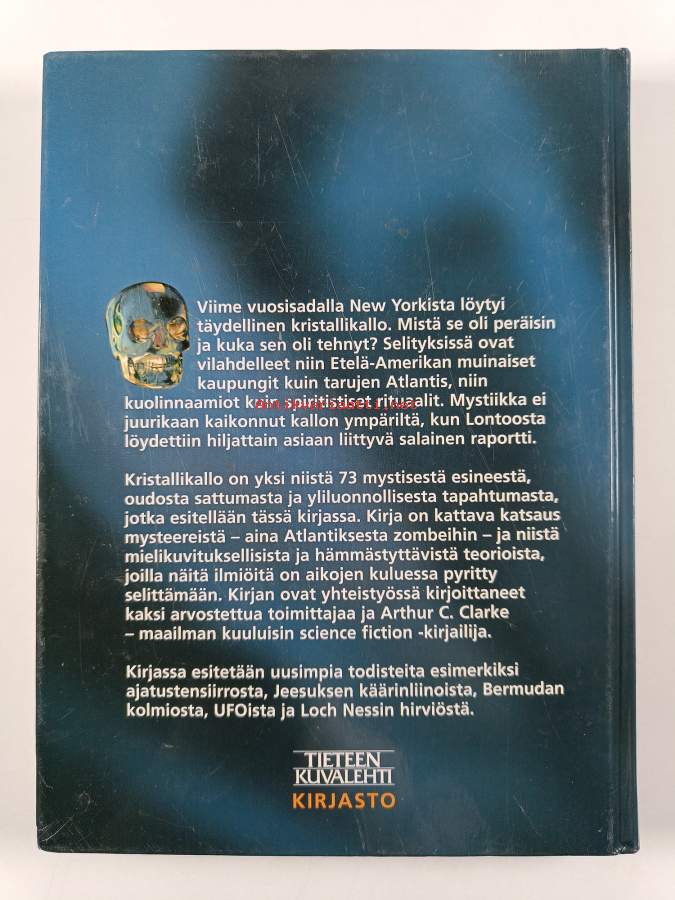 Viime vuosisadalla New Yorkista löytyi
täydellinen kristallikallo. Mistä se oli peräisin
ja kuka sen oli tehnyt? Selityksissä ovat
vilahdelleet niin Etelä-Amerikan muinaiset
kaupungit kuin tarujen Atlantis, niin
kuolinnaamiot kuin spiritistiset rituaalit. Mystiikka ei
juurikaan kaikonnut kallon ympäriltä, kun Lontoosta
löydettiin hiljattain asiaan liittyvä salainen raportti.
Kristallikallo on yksi niistä 73 mystisestä esineestä,
oudosta sattumasta ja yliluonnollisesta tapahtumasta,
jotka esitellään tässä kirjassa. Kirja on kattava katsaus
mysteereistä – aina Atlantiksesta zombeihin – ja niistä
mielikuvituksellisista ja hämmästyttävistä teorioista,
joilla näitä ilmiöitä on aikojen kuluessa pyritty
selittämään. Kirjan ovat yhteistyössä kirjoittaneet
kaksi arvostettua toimittajaa ja Arthur C. Clarke
– maailman kuuluisin science fiction -kirjailija.
Kirjassa esitetään uusimpia todisteita esimerkiksi
ajatustensiirrosta, Jeesuksen käärinliinoista, Bermudan
kolmiosta, UFOista ja Loch Nessin hirviöstä.
TIETEEN
KUVALEHTI
KIRJASTO